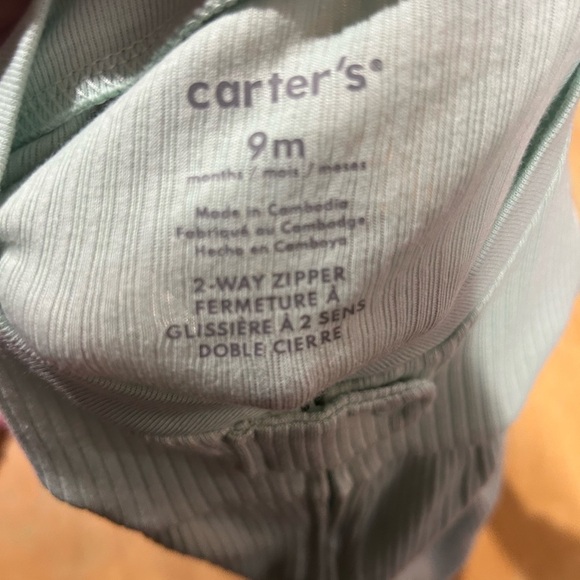 carter's®
9m
months / mois / meses
Made in Cambodia
Fabriqué au Cambodge
Hecho en Camboya
2-WAY ZIPPER
FERMETURE À
GLISSIÈRE À 2 SENS
DOBLE CIERRE